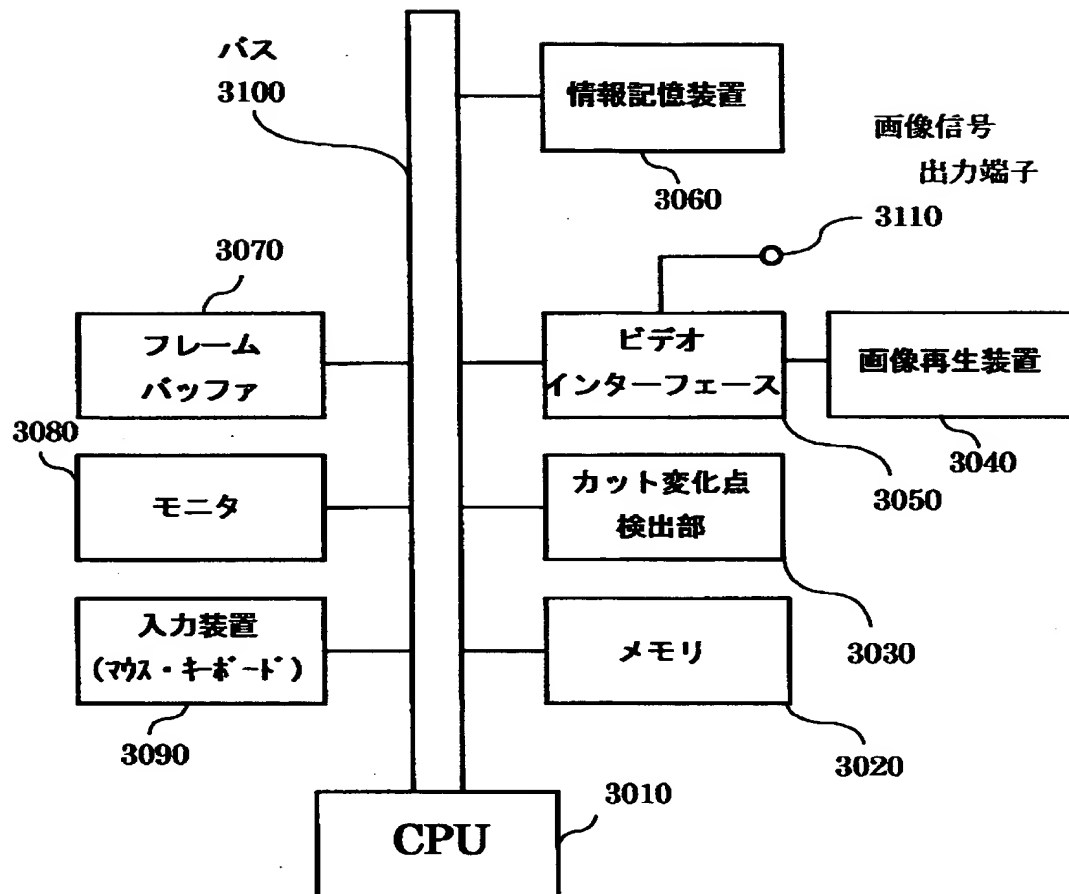 バス
3100
情報記憶装置
3060
画像信号
出力端子
3110
3070
フレーム
バッファ
ビデオ
インターフェース
3050
画像再生装置
3040
3080
モニタ
カット変化点
検出部
3030
入力装置
(マウス・キーボード)
3090
メモリ
3020
CPU
3010